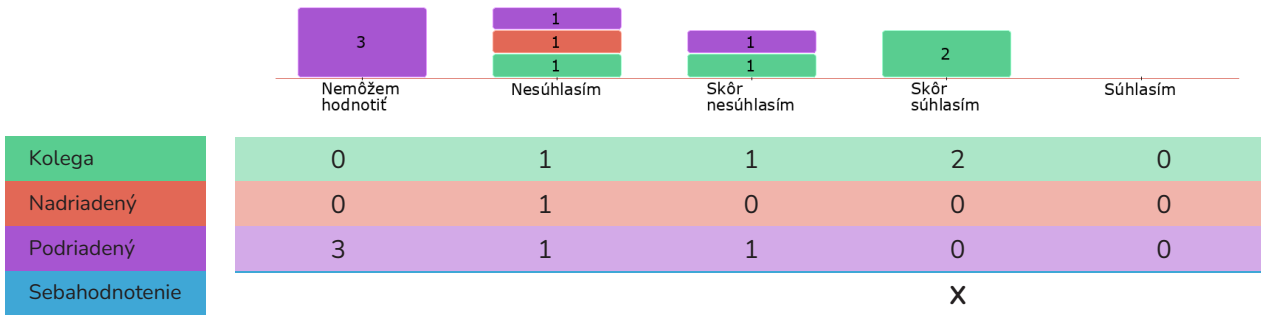 3
1
1
1
1
1
2
Nemôžem
hodnotiť
Nesúhlasím
Skôr
nesúhlasím
Skôr
súhlasím
Súhlasím
Kolega 0 1 1 2 0
Nadriadený 0 1 0 0 0
Podriadený 3 1 1 0 0
Sebahodnotenie x